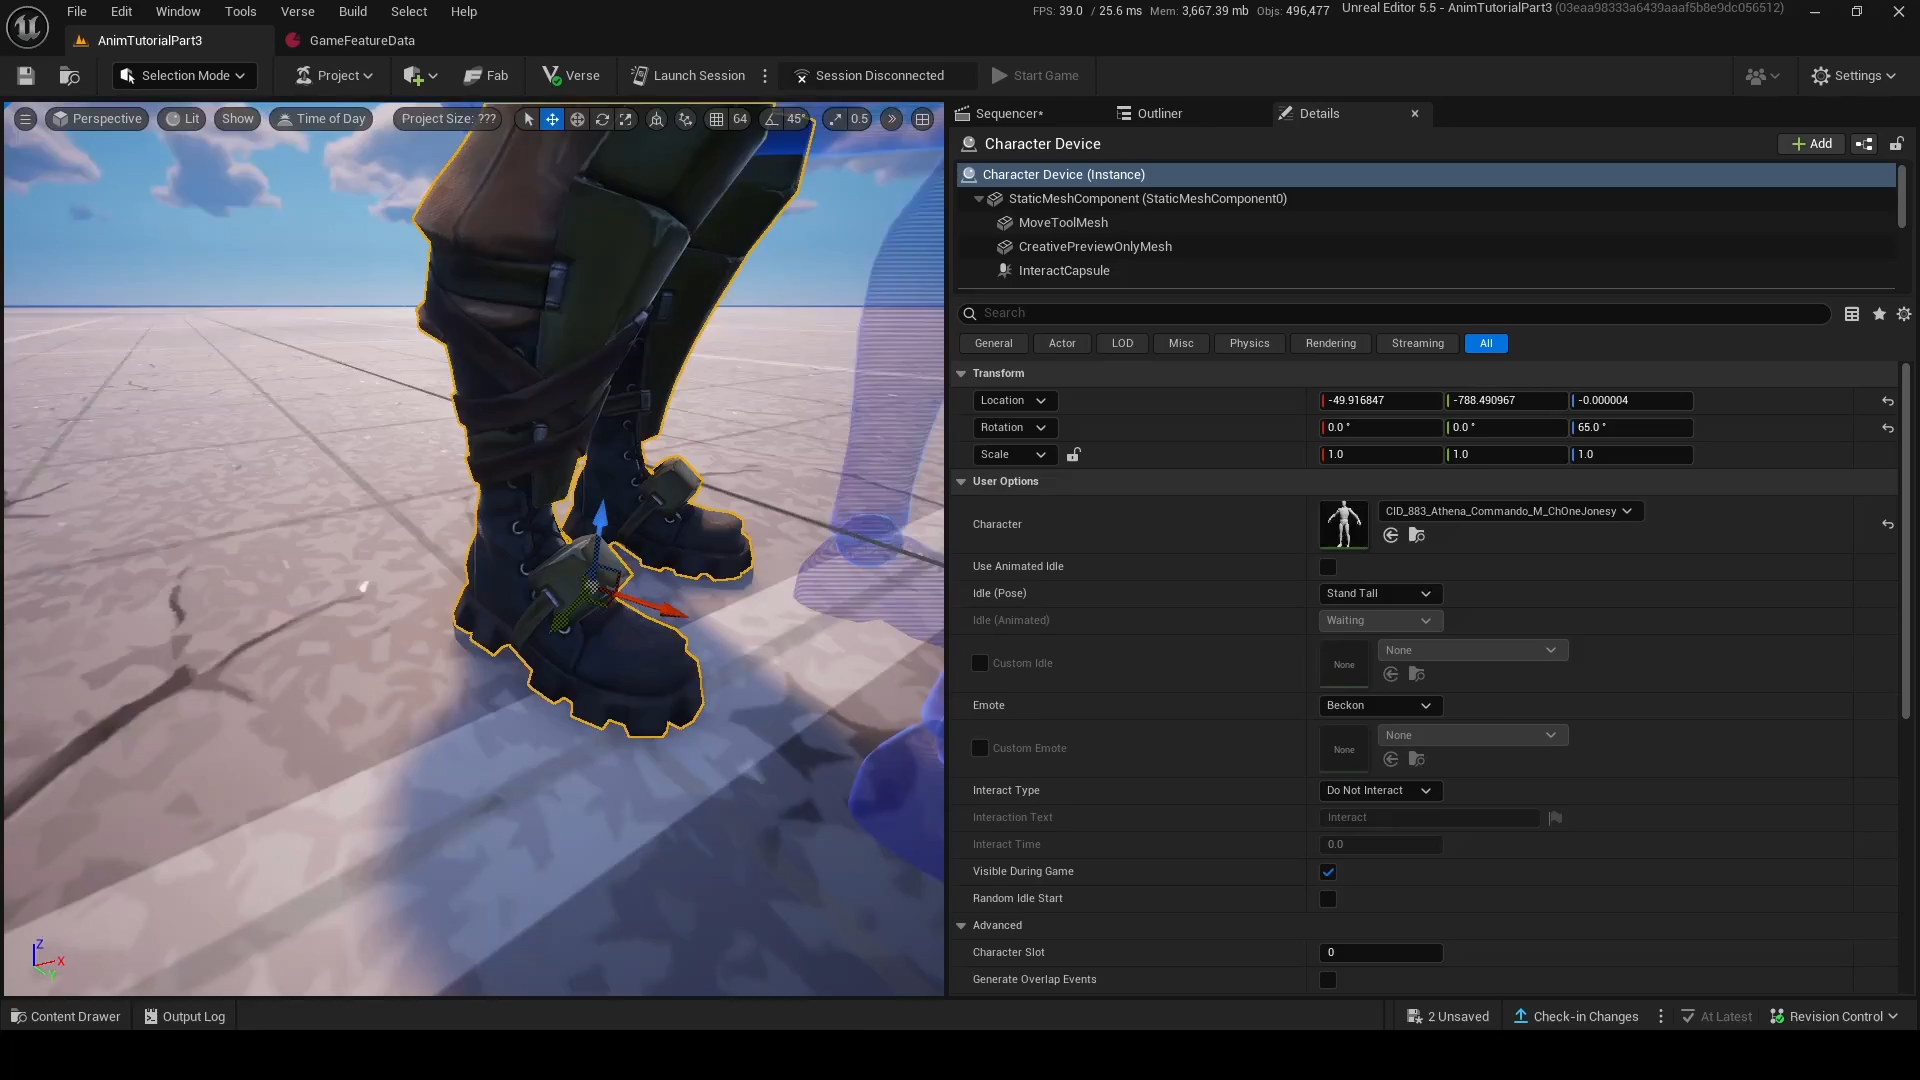 File Edit Window Tools Verse Build Select Help
FPS: 39.0 / 25.6 ms Mem: 3,667.39 mb Objs: 496,477 Unreal Editor 5.5 - AnimTutorialPart3 (03eaa98333a6439aaaf5b8e9dc056512)
AnimTutorialPart3 GameFeatureData
Selection Mode Project Fab Verse Launch Session Session Disconnected Start Game Settings
Perspective Lit Show Time of Day Project Size: ??? 64 45° 0.5
Sequencer* Outliner Details
Character Device Add
Character Device (Instance)
StaticMeshComponent (StaticMeshComponent0)
MoveToolMesh
CreativePreviewOnlyMesh
InteractCapsule
Search
General Actor LOD Misc Physics Rendering Streaming All
Transform
Location -49.916847 -788.490967 -0.000004
Rotation 0.0 ° 0.0 ° 65.0 °
Scale 1.0 1.0 1.0
User Options
Character CID_883_Athena_Commando_M_ChOneJonesy
Use Animated Idle
Idle (Pose) Stand Tall
Idle (Animated) Waiting
Custom Idle None None
Emote Beckon
Custom Emote None None
Interact Type Do Not Interact
Interaction Text Interact
Interact Time 0.0
Visible During Game
Random Idle Start
Advanced
Character Slot 0
Generate Overlap Events
Z X Y
Content Drawer Output Log 2 Unsaved Check-in Changes At Latest Revision Control